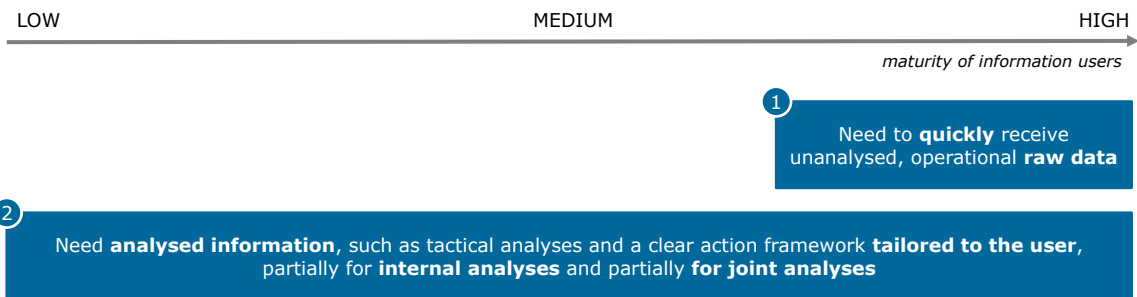 LOW MEDIUM HIGH
maturity of information users
1
Need to quickly receive
unanalysed, operational raw data
2
Need analysed information, such as tactical analyses and a clear action framework tailored to the user,
partially for internal analyses and partially for joint analyses